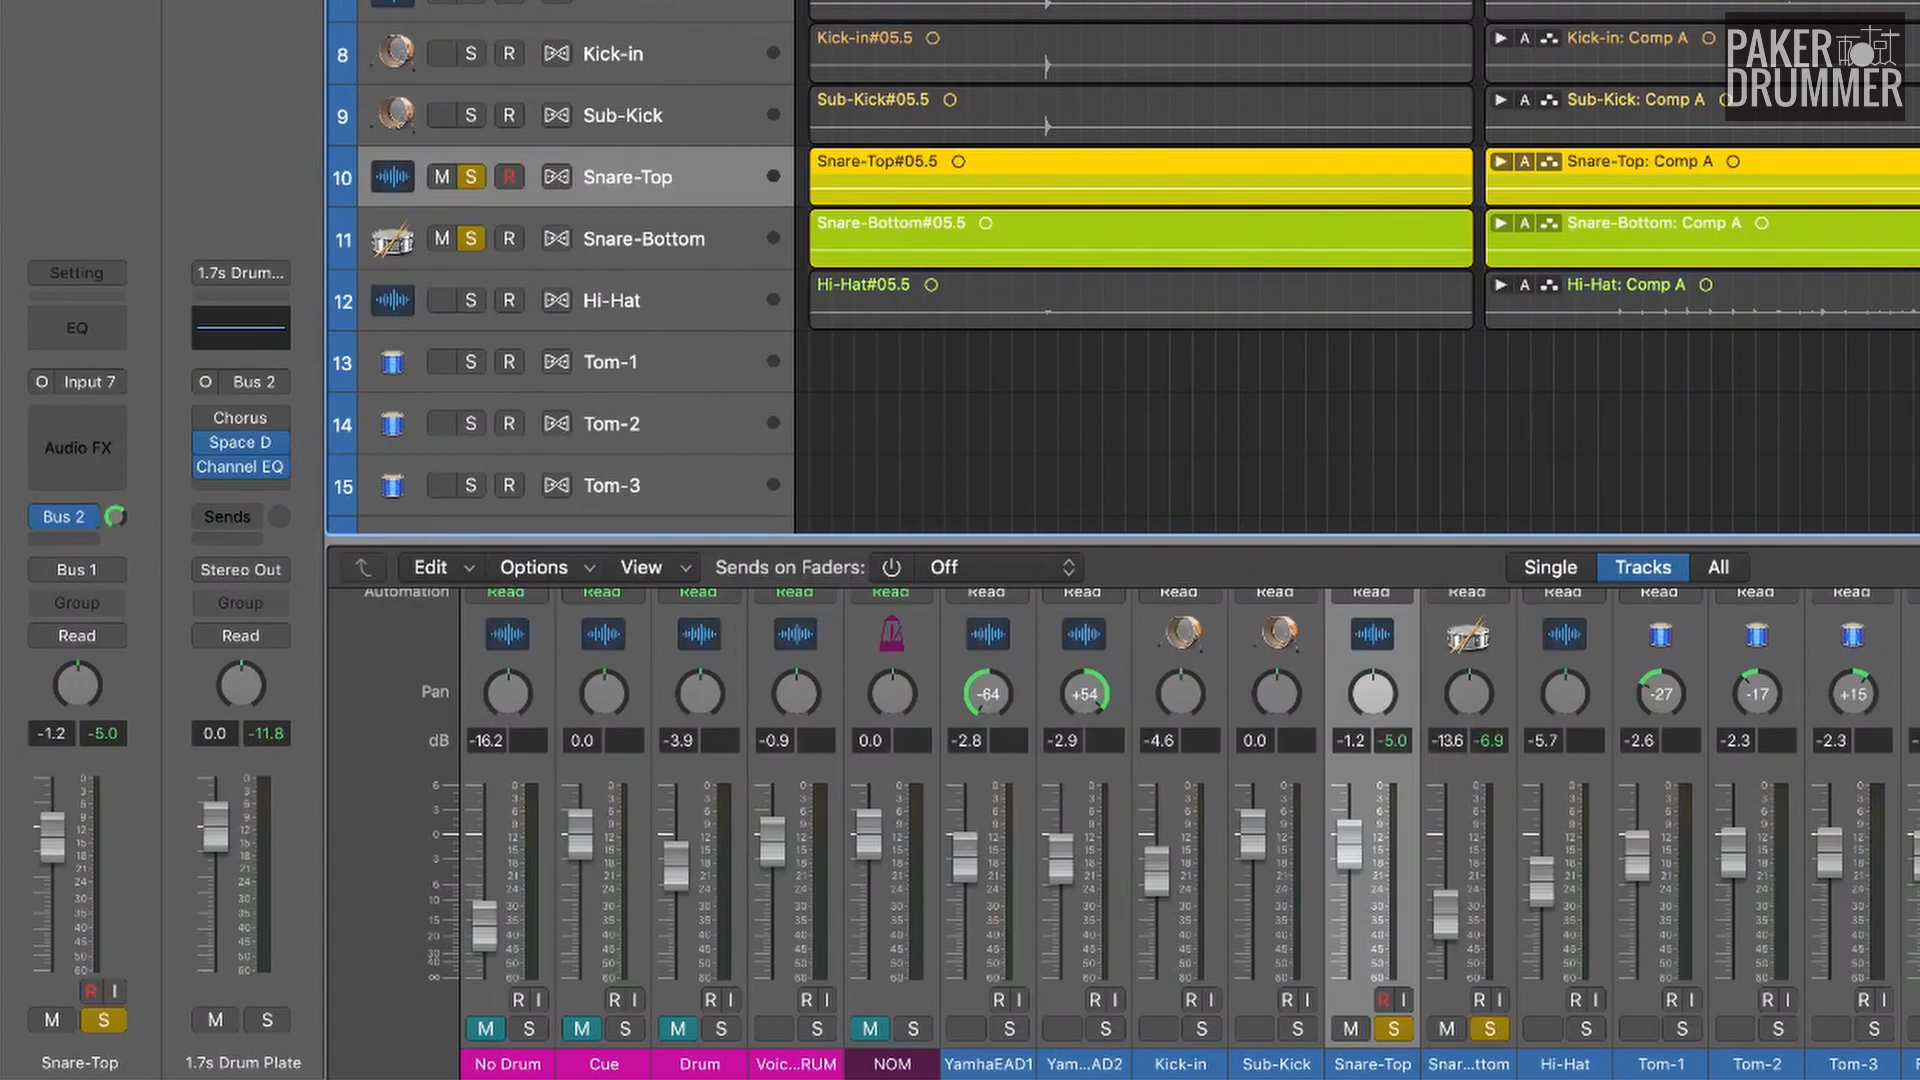 8 S R Kick-in Kick-in#05.5 A Kick-in: Comp A
PAKER
DRUMMER
9 S R Sub-Kick Sub-Kick#05.5 A Sub-Kick: Comp A
10 M S R Snare-Top Snare-Top#05.5 A Snare-Top: Comp A
11 M S R Snare-Bottom Snare-Bottom#05.5 A Snare-Bottom: Comp A
12 S R Hi-Hat Hi-Hat#05.5 A Hi-Hat: Comp A
13 S R Tom-1
14 S R Tom-2
15 S R Tom-3
Setting 1.7s Drum...
EQ
Input 7 Bus 2
Audio FX Chorus
Space D
Channel EQ
Bus 2 Sends
Bus 1 Stereo Out
Group Group
Read Read
-1.2 -5.0 0.0 -11.8
R I
M S M S
Snare-Top 1.7s Drum Plate
Edit Options View Sends on Faders: Off Single Tracks All
Automation Read Read Read Read Read Read Read Read Read Read Read Read Read Read Read
Pan -64 +54 -27 -17 +15
dB -16.2 0.0 -3.9 -0.9 0.0 -2.8 -2.9 -4.6 0.0 -1.2 -5.0 -13.6 -6.9 -5.7 -2.6 -2.3 -2.3
R I R I R I R I R I R I R I R I R I R I R I R I R I R I
M S M S M S S M S S S S S M S M S S S S S
No Drum Cue Drum Voic...RUM NOM YamhaEAD1 Yam...AD2 Kick-in Sub-Kick Snare-Top Snar...ttom Hi-Hat Tom-1 Tom-2 Tom-3